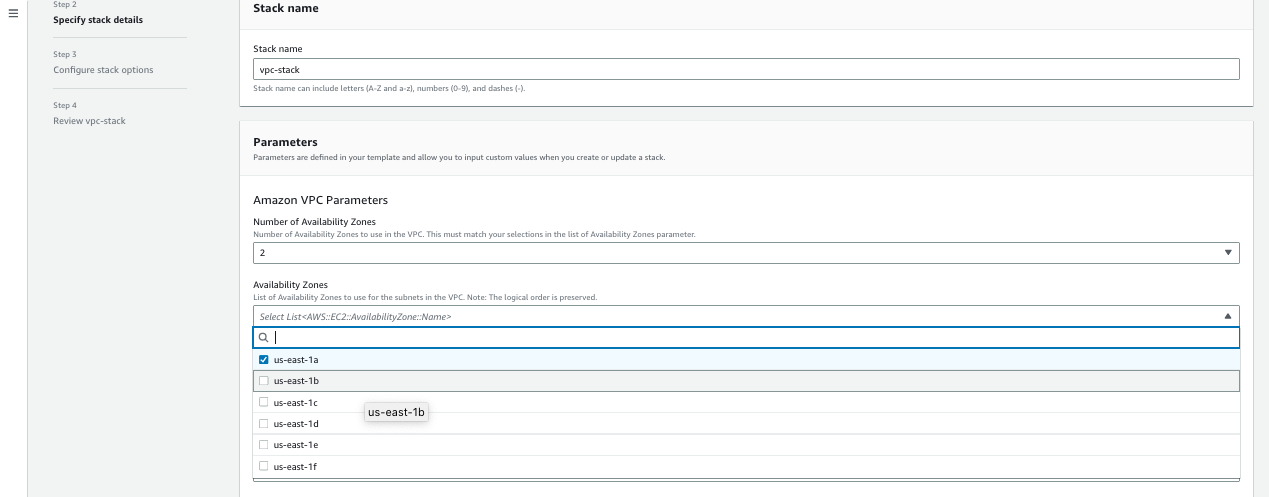 Step 2
Specify stack details
Step 3
Configure stack options
Step 4
Review vpc-stack
Stack name
Stack name
vpc-stack
Stack name can include letters (A-Z and a-z), numbers (0-9), and dashes (-).
Parameters
Parameters are defined in your template and allow you to input custom values when you create or update a stack.
Amazon VPC Parameters
Number of Availability Zones
Number of Availability Zones to use in the VPC. This must match your selections in the list of Availability Zones parameter.
2
Availability Zones
List of Availability Zones to use for the subnets in the VPC. Note: The logical order is preserved.
Select List<AWS::EC2::AvailabilityZone::Name>
us-east-1a
us-east-1b
us-east-1c
us-east-1b
us-east-1d
us-east-1e
us-east-1f